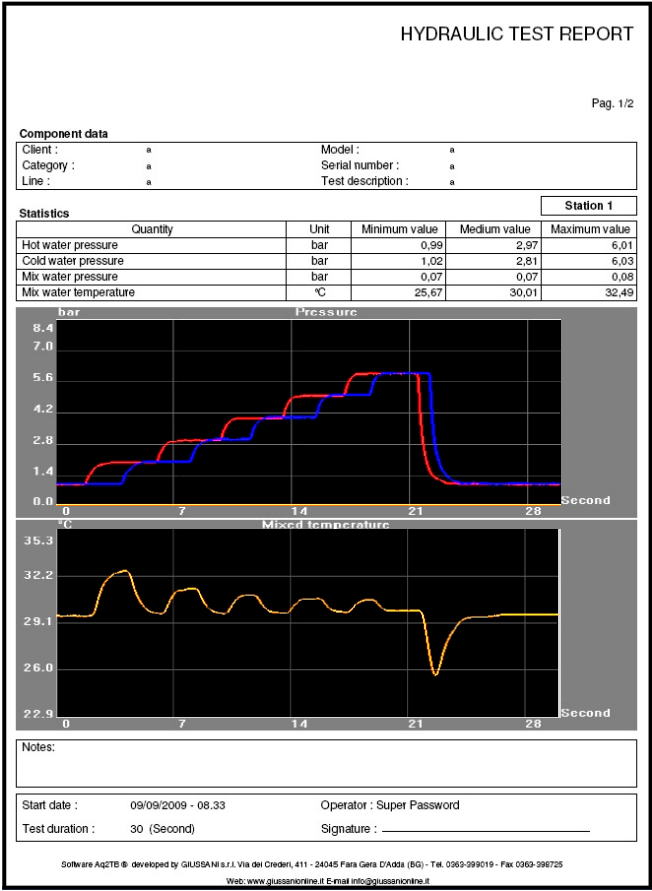 HYDRAULIC TEST REPORT
Pag. 1/2
Component data
Client : a Model : a
Category : a Serial number : a
Line : a Test description : a
Station 1
Statistics
Quantity Unit Minimum value Medium value Maximum value
Hot water pressure bar 0,99 2,97 6,01
Cold water pressure bar 1,02 2,81 6,03
Mix water pressure bar 0,07 0,07 0,08
Mix water temperature °C 25,67 30,01 32,49
bar Pressure
8.4
7.0
5.6
4.2
2.8
1.4
0.0
Second
0 7 14 21 28
°C Mixed temperature
35.3
32.2
29.1
26.0
22.9
Second
0 7 14 21 28
Notes:
Start date : 09/09/2009 - 08.33 Operator : Super Password
Test duration : 30 (Second) Signature :
Software Aq2TB ® developed by GIUSSANI s.r.l. Via dei Crederi, 411 - 24045 Fara Gera D'Adda (BG) - Tel. 0363-399019 - Fax 0363-398725
Web: www.giussanionline.it E-mail info@giussanionline.it